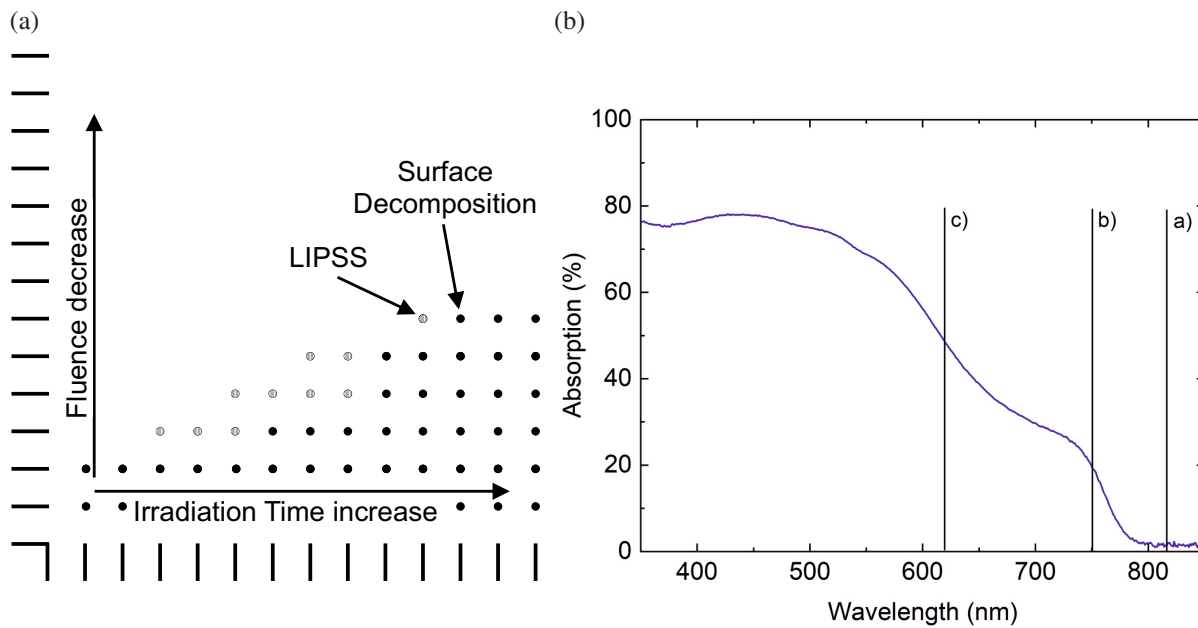 (a)
Fluence decrease
Surface
Decomposition
LIPSS
Irradiation Time increase
(b)
Absorption (%)
100
80
60
40
20
0
c)
b)
a)
400
500
600
700
800
Wavelength (nm)